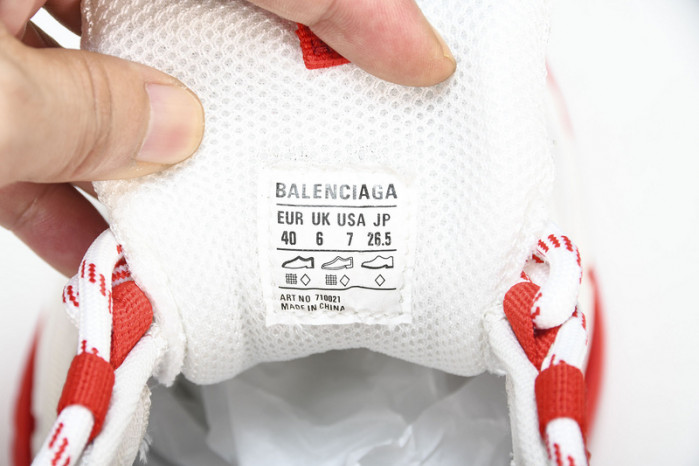 BALENCIAGA
EUR UK USA JP
40 6 7 26.5
ART NO 710021
MADE IN CHINA